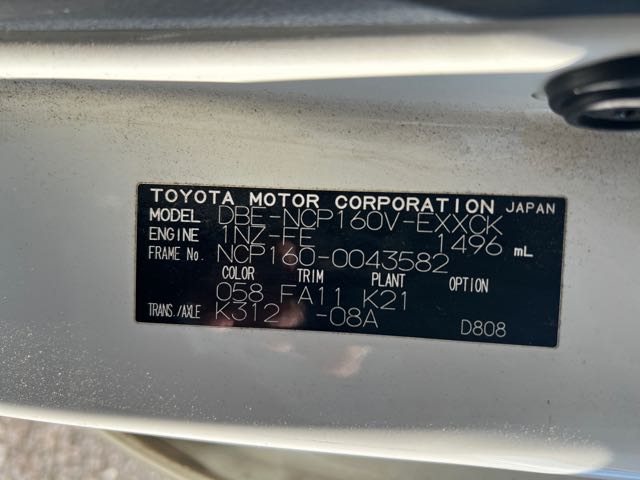 TOYOTA MOTOR CORPORATION JAPAN
MODEL DBE-NCP160V-EXXCK
ENGINE 1NZ-FE 1496 mL
FRAME No. NCP160-0043582
COLOR TRIM PLANT OPTION
058 FA11 K21
TRANS./AXLE K312 -08A D808